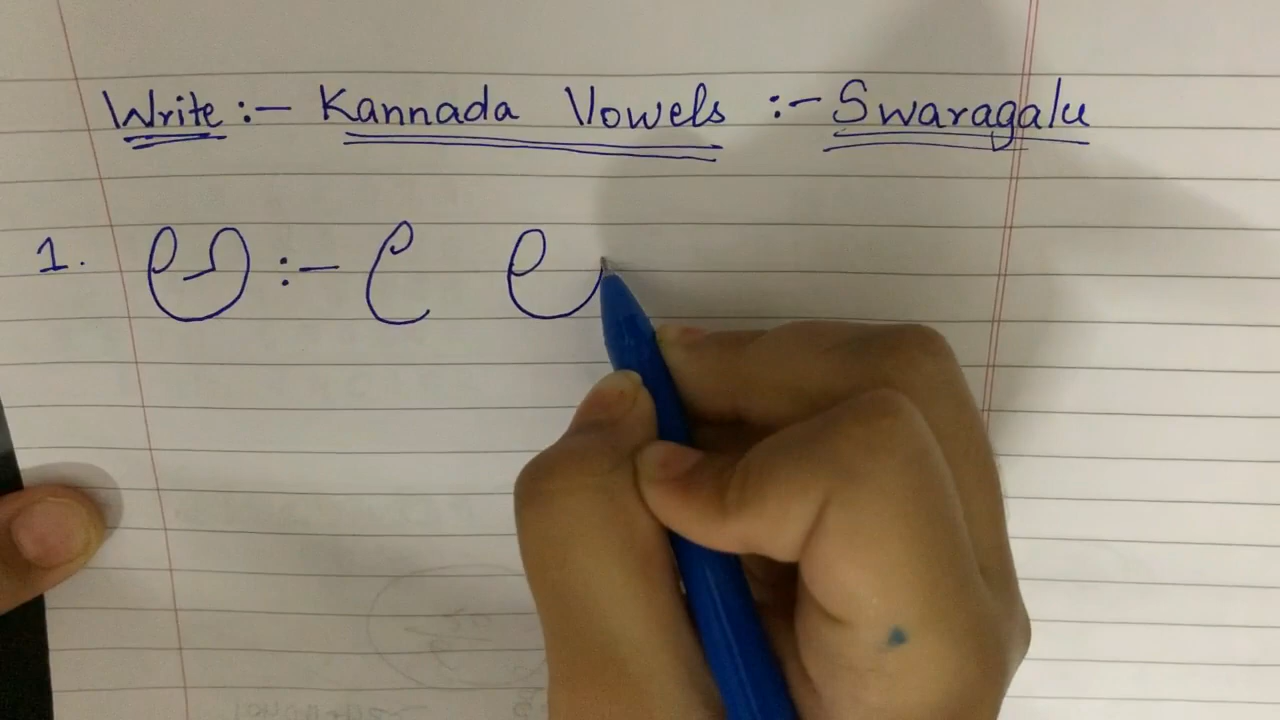 Write :- Kannada Vowels :- Swaragalu
1. ಅ :-